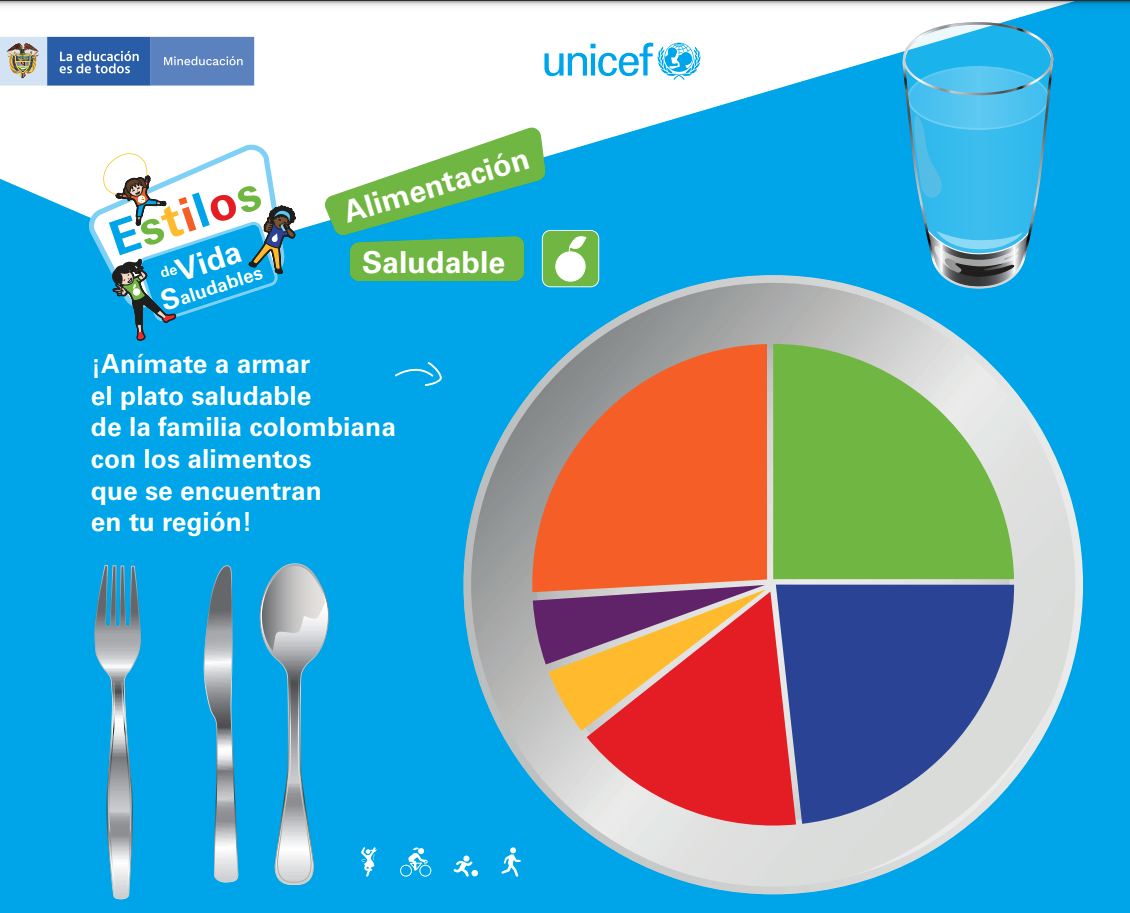 La educación
es de todos
Mineducación
unicef
Estilos
de Vida
Saludables
Alimentación
Saludable
¡Anímate a armar
el plato saludable
de la familia colombiana
con los alimentos
que se encuentran
en tu región!